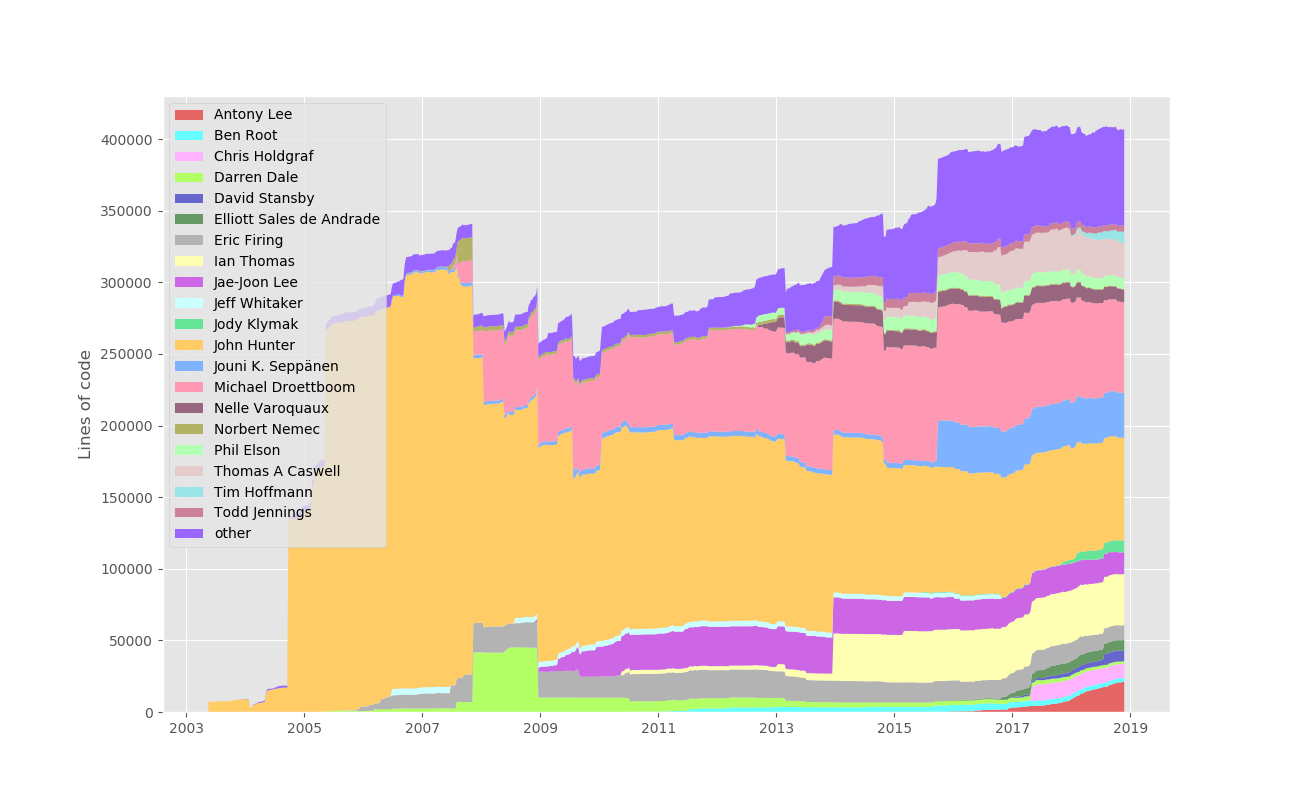 Lines of code
400000
350000
300000
250000
200000
150000
100000
50000
0
Antony Lee
Ben Root
Chris Holdgraf
Darren Dale
David Stansby
Elliott Sales de Andrade
Eric Firing
Ian Thomas
Jae-Joon Lee
Jeff Whitaker
Jody Klymak
John Hunter
Jouni K. Seppänen
Michael Droettboom
Nelle Varoquaux
Norbert Nemec
Phil Elson
Thomas A Caswell
Tim Hoffmann
Todd Jennings
other
2003 2005 2007 2009 2011 2013 2015 2017 2019